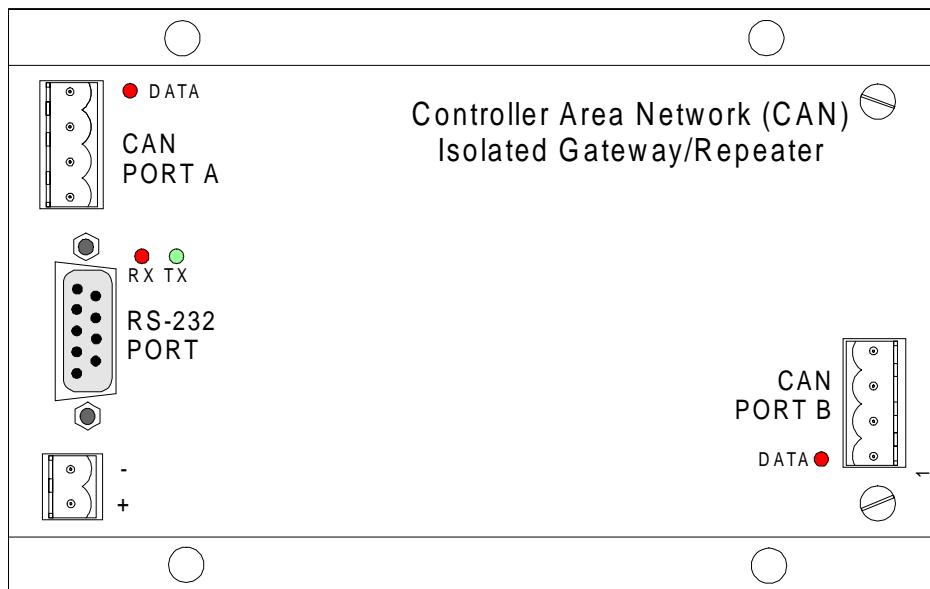 DATA
CAN
PORT A
Controller Area Network (CAN)
Isolated Gateway/Repeater
RX TX
RS-232
PORT
CAN
PORT B
DATA
-
+
1